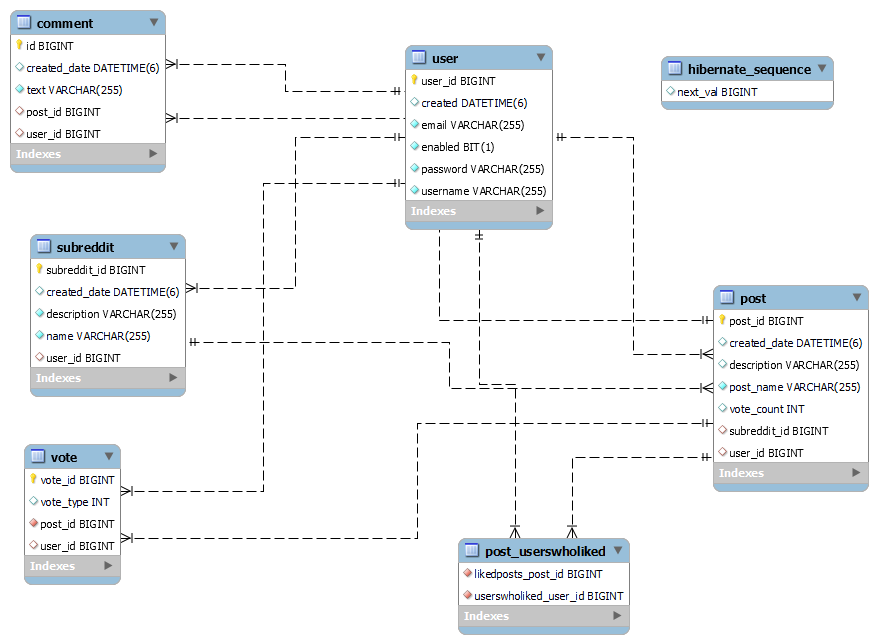 comment
id BIGINT
created_date DATETIME(6)
text VARCHAR(255)
post_id BIGINT
user_id BIGINT
Indexes
user
user_id BIGINT
created DATETIME(6)
email VARCHAR(255)
enabled BIT(1)
password VARCHAR(255)
username VARCHAR(255)
Indexes
hibernate_sequence
next_val BIGINT
subreddit
subreddit_id BIGINT
created_date DATETIME(6)
description VARCHAR(255)
name VARCHAR(255)
user_id BIGINT
Indexes
post
post_id BIGINT
created_date DATETIME(6)
description VARCHAR(255)
post_name VARCHAR(255)
vote_count INT
subreddit_id BIGINT
user_id BIGINT
Indexes
vote
vote_id BIGINT
vote_type INT
post_id BIGINT
user_id BIGINT
Indexes
post_userswholiked
likedposts_post_id BIGINT
userswholiked_user_id BIGINT
Indexes